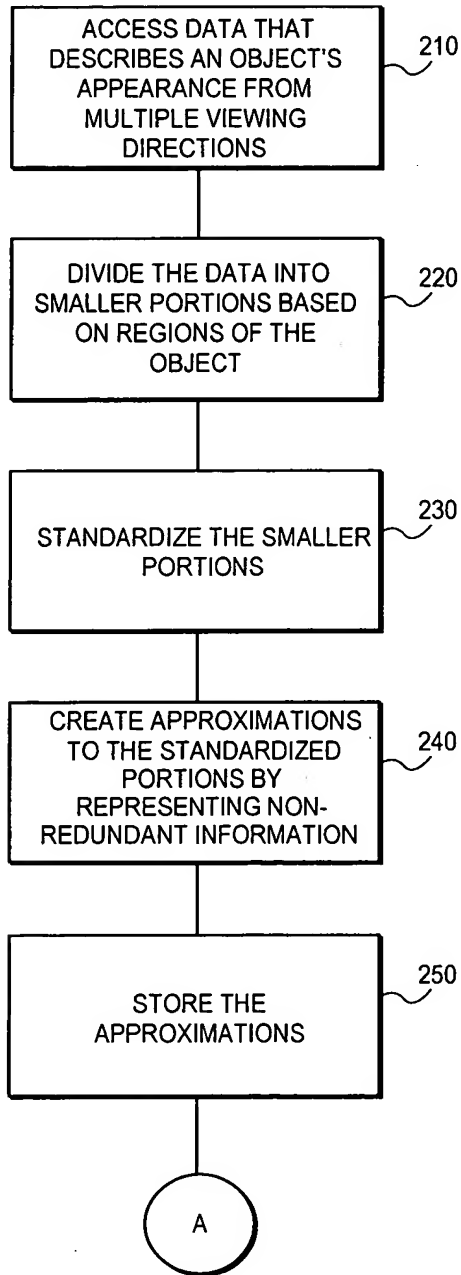 ACCESS DATA THAT
DESCRIBES AN OBJECT'S
APPEARANCE FROM
MULTIPLE VIEWING
DIRECTIONS
210
DIVIDE THE DATA INTO
SMALLER PORTIONS BASED
ON REGIONS OF THE
OBJECT
220
STANDARDIZE THE SMALLER
PORTIONS
230
CREATE APPROXIMATIONS
TO THE STANDARDIZED
PORTIONS BY
REPRESENTING NON-
REDUNDANT INFORMATION
240
STORE THE
APPROXIMATIONS
250
A